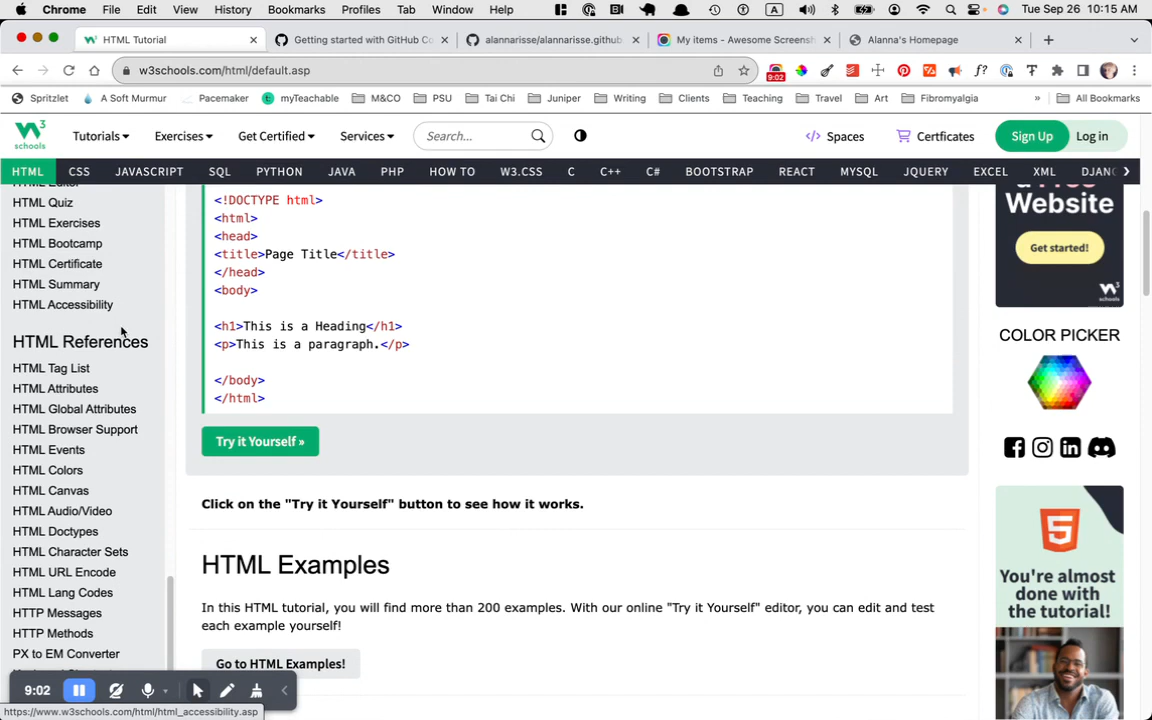 Chrome File Edit View History Bookmarks Profiles Tab Window Help A Tue Sep 26 10:15 AM
HTML Tutorial Getting started with GitHub Co alannarisse/alannarisse.github My items - Awesome Screensh Alanna's Homepage
w3schools.com/html/default.asp 9:02
Spritzlet A Soft Murmur Pacemaker myTeachable M&CO PSU Tai Chi Juniper Writing Clients Teaching Travel Art Fibromyalgia » All Bookmarks
W3 schools Tutorials Exercises Get Certified Services Search... Spaces Certficates Sign Up Log in
HTML CSS JAVASCRIPT SQL PYTHON JAVA PHP HOW TO W3.CSS C C++ C# BOOTSTRAP REACT MYSQL JQUERY EXCEL XML DJANG
HTML Editor
HTML Quiz
HTML Exercises
HTML Bootcamp
HTML Certificate
HTML Summary
HTML Accessibility
HTML References
HTML Tag List
HTML Attributes
HTML Global Attributes
HTML Browser Support
HTML Events
HTML Colors
HTML Canvas
HTML Audio/Video
HTML Doctypes
HTML Character Sets
HTML URL Encode
HTML Lang Codes
HTTP Messages
HTTP Methods
PX to EM Converter
<!DOCTYPE html>
<html>
<head>
<title>Page Title</title>
</head>
<body>
<h1>This is a Heading</h1>
<p>This is a paragraph.</p>
</body>
</html>
Try it Yourself »
Click on the "Try it Yourself" button to see how it works.
HTML Examples
In this HTML tutorial, you will find more than 200 examples. With our online "Try it Yourself" editor, you can edit and test
each example yourself!
Go to HTML Examples!
Website
Get started!
W3
schools
COLOR PICKER
5
You're almost
done with
the tutorial!
9:02
https://www.w3schools.com/html/html_accessibility.asp